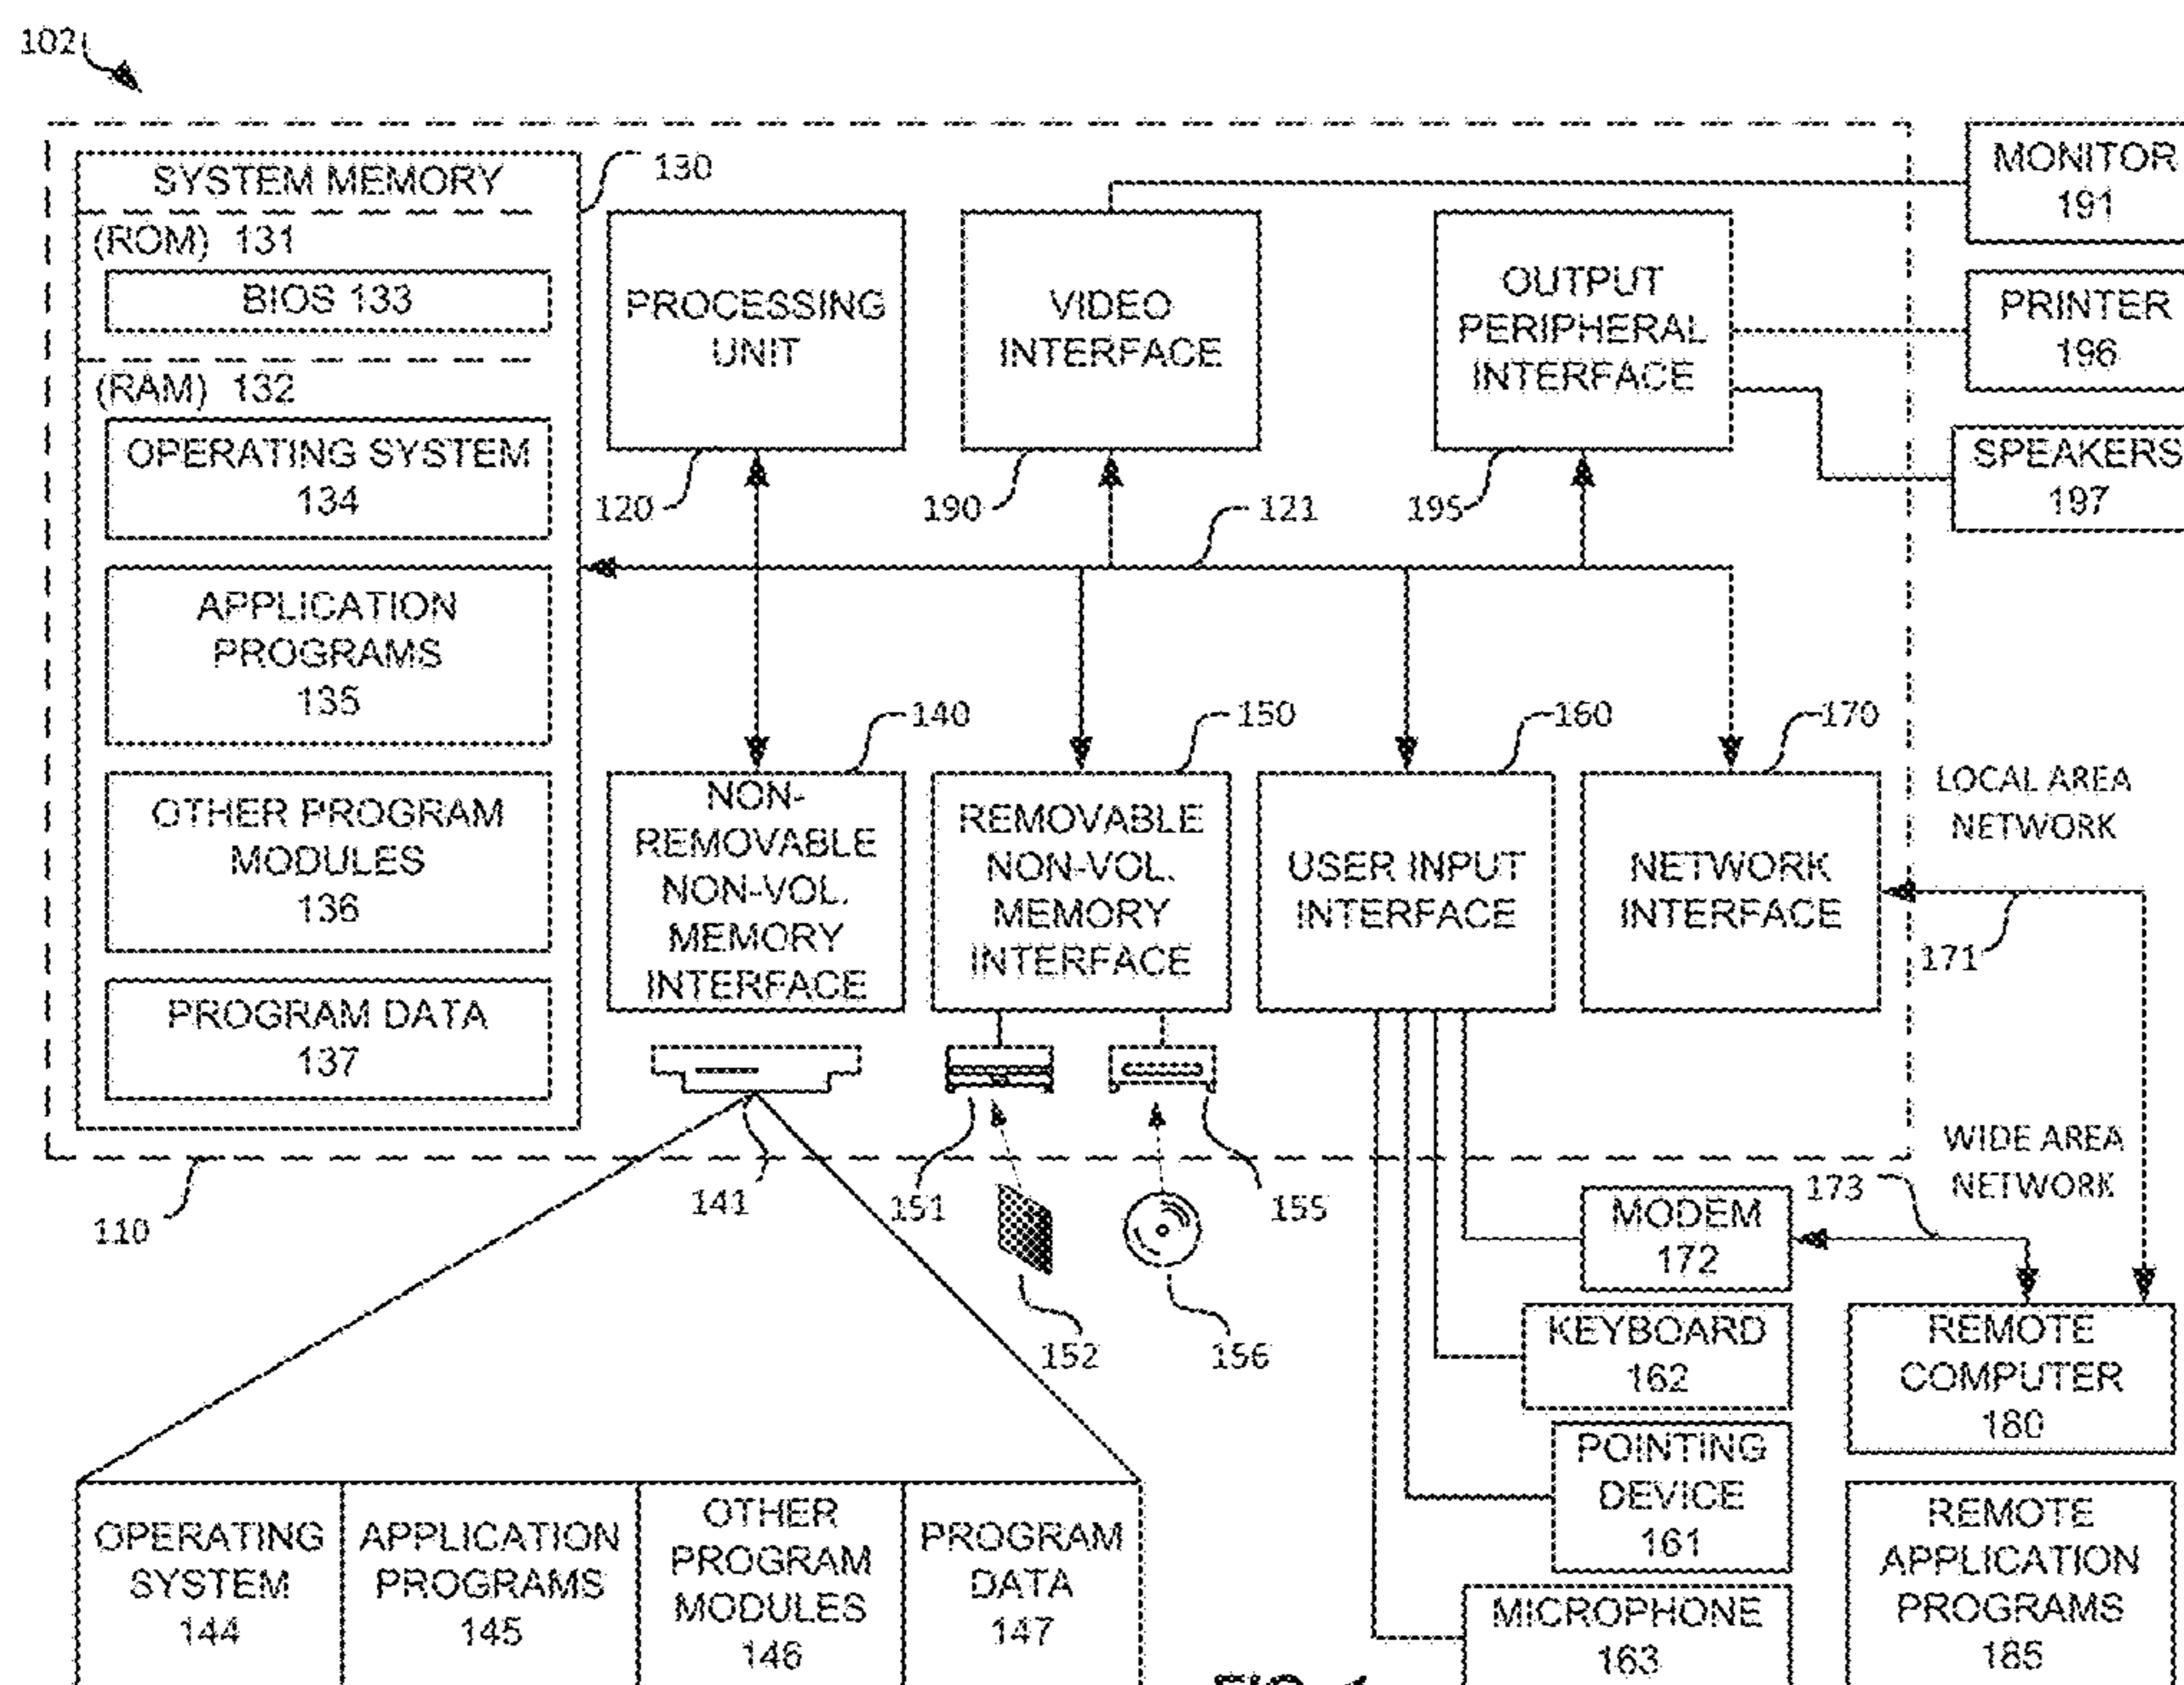 102
SYSTEM MEMORY
(ROM) 131
BIOS 133
(RAM) 132
OPERATING SYSTEM
134
APPLICATION
PROGRAMS
135
OTHER PROGRAM
MODULES
136
PROGRAM DATA
137
130
PROCESSING
UNIT
120
VIDEO
INTERFACE
190
121
OUTPUT
PERIPHERAL
INTERFACE
195
MONITOR
191
PRINTER
196
SPEAKERS
197
140
NON-
REMOVABLE
NON-VOL.
MEMORY
INTERFACE
150
REMOVABLE
NON-VOL.
MEMORY
INTERFACE
160
USER INPUT
INTERFACE
170
NETWORK
INTERFACE
LOCAL AREA
NETWORK
171
110
141
151
155
152
156
WIDE AREA
NETWORK
173
MODEM
172
KEYBOARD
162
POINTING
DEVICE
161
MICROPHONE
163
REMOTE
COMPUTER
180
REMOTE
APPLICATION
PROGRAMS
185
OPERATING
SYSTEM
144
APPLICATION
PROGRAMS
145
OTHER
PROGRAM
MODULES
146
PROGRAM
DATA
147